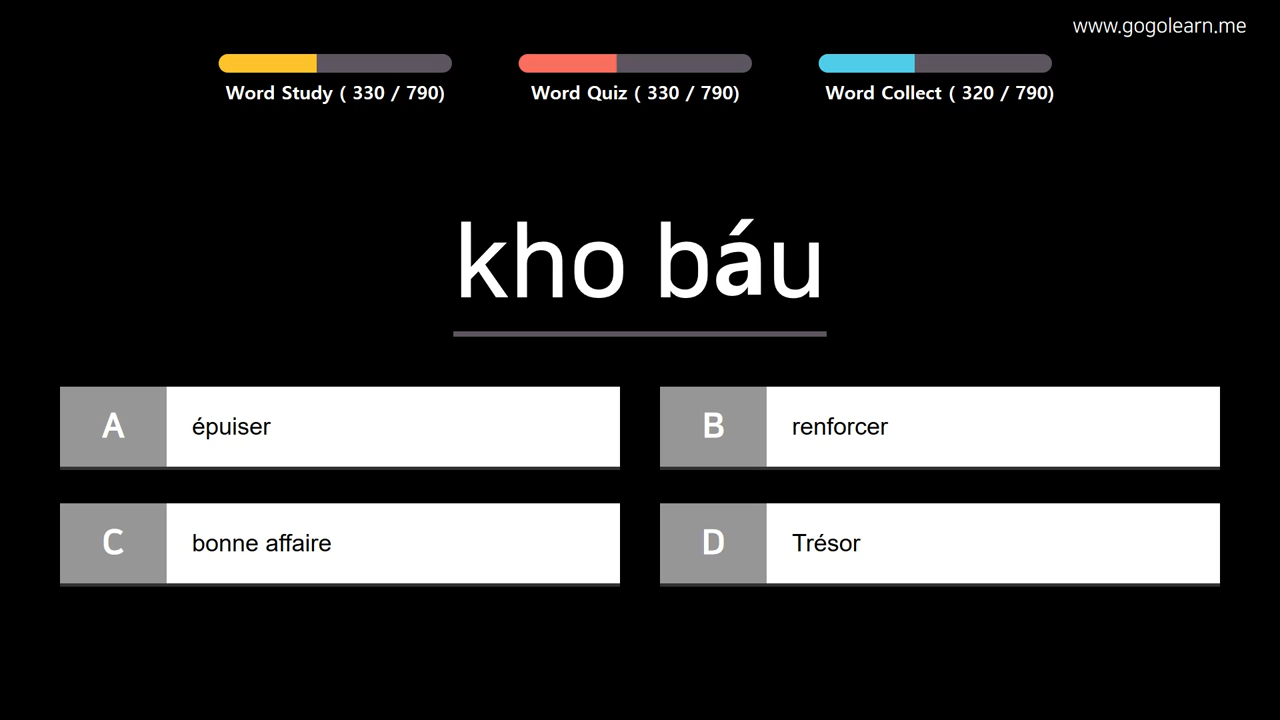 www.gogolearn.me
Word Study ( 330 / 790)
Word Quiz ( 330 / 790)
Word Collect ( 320 / 790)
kho báu
A épuiser
B renforcer
C bonne affaire
D Trésor